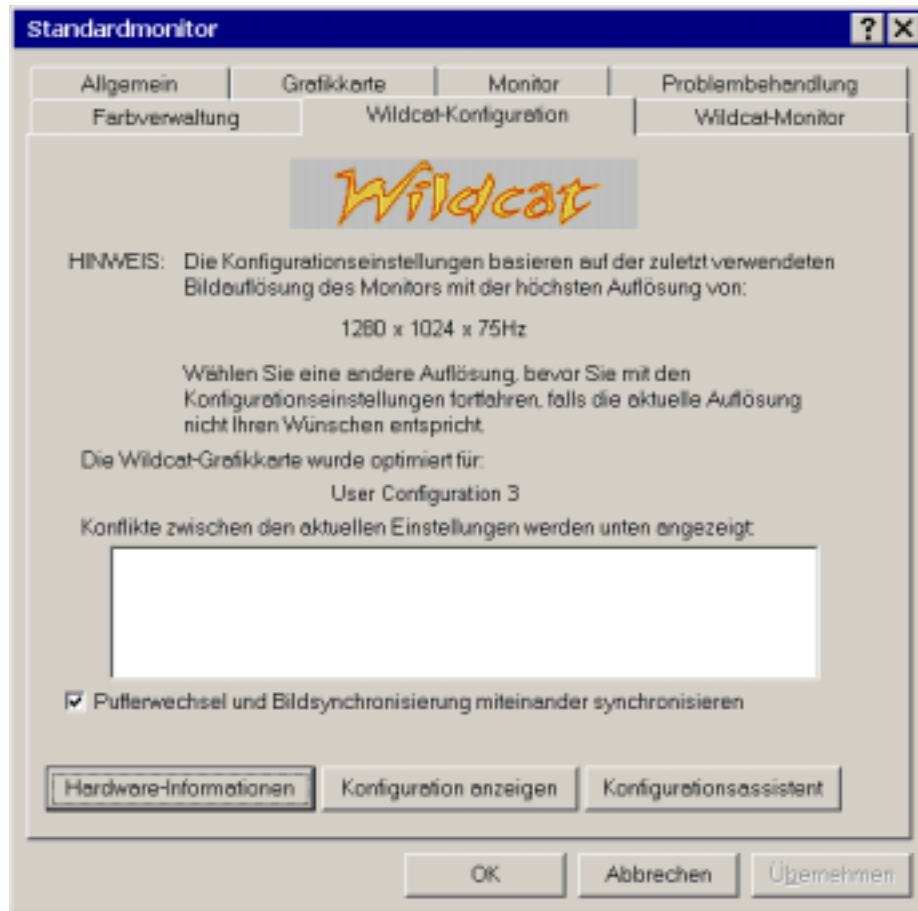 Standardmonitor
Allgemein
Grafikkarte
Monitor
Problembehandlung
Farbverwaltung
Wildcat-Konfiguration
Wildcat-Monitor
Wildcat
HINWEIS: Die Konfigurationseinstellungen basieren auf der zuletzt verwendeten
Bildauflösung des Monitors mit der höchsten Auflösung von:
1280 x 1024 x 75Hz
Wählen Sie eine andere Auflösung, bevor Sie mit den
Konfigurationseinstellungen fortfahren, falls die aktuelle Auflösung
nicht Ihren Wünschen entspricht.
Die Wildcat-Grafikkarte wurde optimiert für:
User Configuration 3
Konflikte zwischen den aktuellen Einstellungen werden unten angezeigt:
Pufferwechsel und Bildsynchronisierung miteinander synchronisieren
Hardware-Informationen
Konfiguration anzeigen
Konfigurationsassistent
OK
Abbrechen
Übernehmen